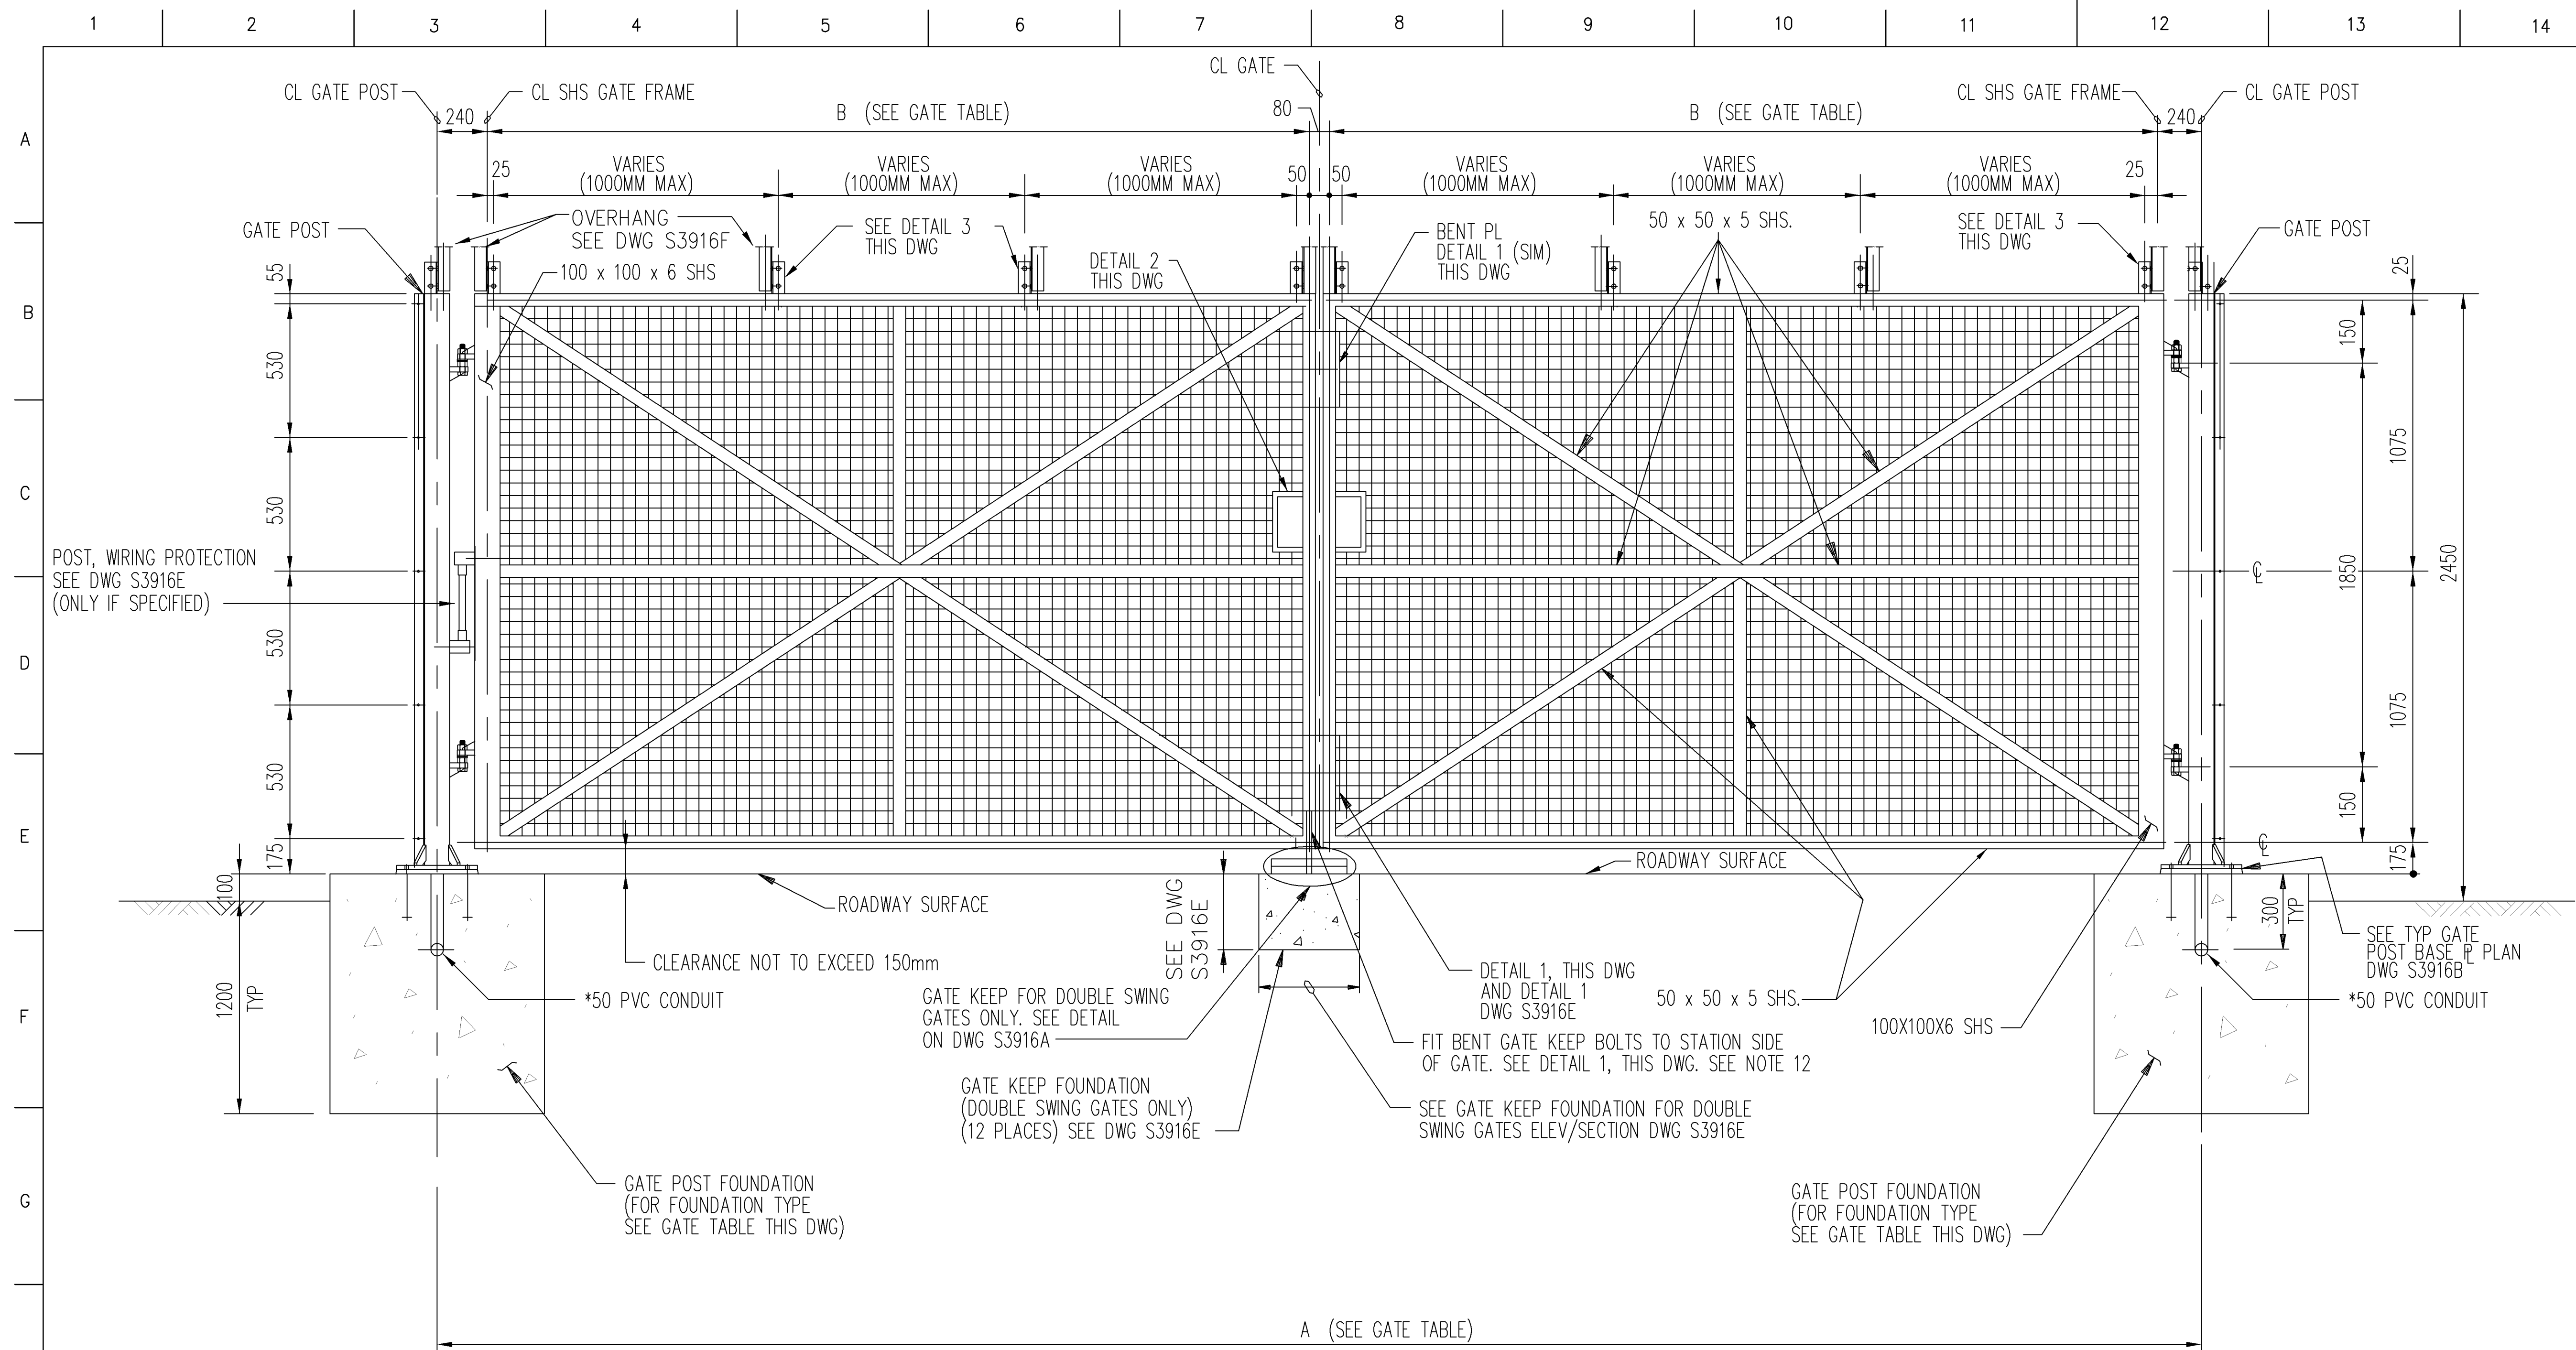 1 2 3 4 5 6 7 8 9 10 11 12 13 14
A
B
C
D
E
F
G
CL GATE POST
CL SHS GATE FRAME
CL GATE
CL SHS GATE FRAME
CL GATE POST
240
B (SEE GATE TABLE)
80
B (SEE GATE TABLE)
240
25
VARIES
(1000MM MAX)
VARIES
(1000MM MAX)
VARIES
(1000MM MAX)
50
50
VARIES
(1000MM MAX)
VARIES
(1000MM MAX)
VARIES
(1000MM MAX)
25
GATE POST
OVERHANG
SEE DWG S3916F
100 x 100 x 6 SHS
SEE DETAIL 3
THIS DWG
DETAIL 2
THIS DWG
BENT PL
DETAIL 1 (SIM)
THIS DWG
50 x 50 x 5 SHS.
SEE DETAIL 3
THIS DWG
GATE POST
55
530
530
530
530
175
100
1200
TYP
POST, WIRING PROTECTION
SEE DWG S3916E
(ONLY IF SPECIFIED)
25
150
1075
1850
2450
1075
150
175
300
TYP
℄
℄
ROADWAY SURFACE
ROADWAY SURFACE
CLEARANCE NOT TO EXCEED 150mm
*50 PVC CONDUIT
SEE DWG
S3916E
GATE KEEP FOR DOUBLE SWING
GATES ONLY. SEE DETAIL
ON DWG S3916A
GATE KEEP FOUNDATION
(DOUBLE SWING GATES ONLY)
(12 PLACES) SEE DWG S3916E
DETAIL 1, THIS DWG
AND DETAIL 1
DWG S3916E
50 x 50 x 5 SHS.
FIT BENT GATE KEEP BOLTS TO STATION SIDE
OF GATE. SEE DETAIL 1, THIS DWG. SEE NOTE 12
SEE GATE KEEP FOUNDATION FOR DOUBLE
SWING GATES ELEV/SECTION DWG S3916E
100X100X6 SHS
SEE TYP GATE
POST BASE PL PLAN
DWG S3916B
*50 PVC CONDUIT
GATE POST FOUNDATION
(FOR FOUNDATION TYPE
SEE GATE TABLE THIS DWG)
GATE POST FOUNDATION
(FOR FOUNDATION TYPE
SEE GATE TABLE THIS DWG)
A (SEE GATE TABLE)